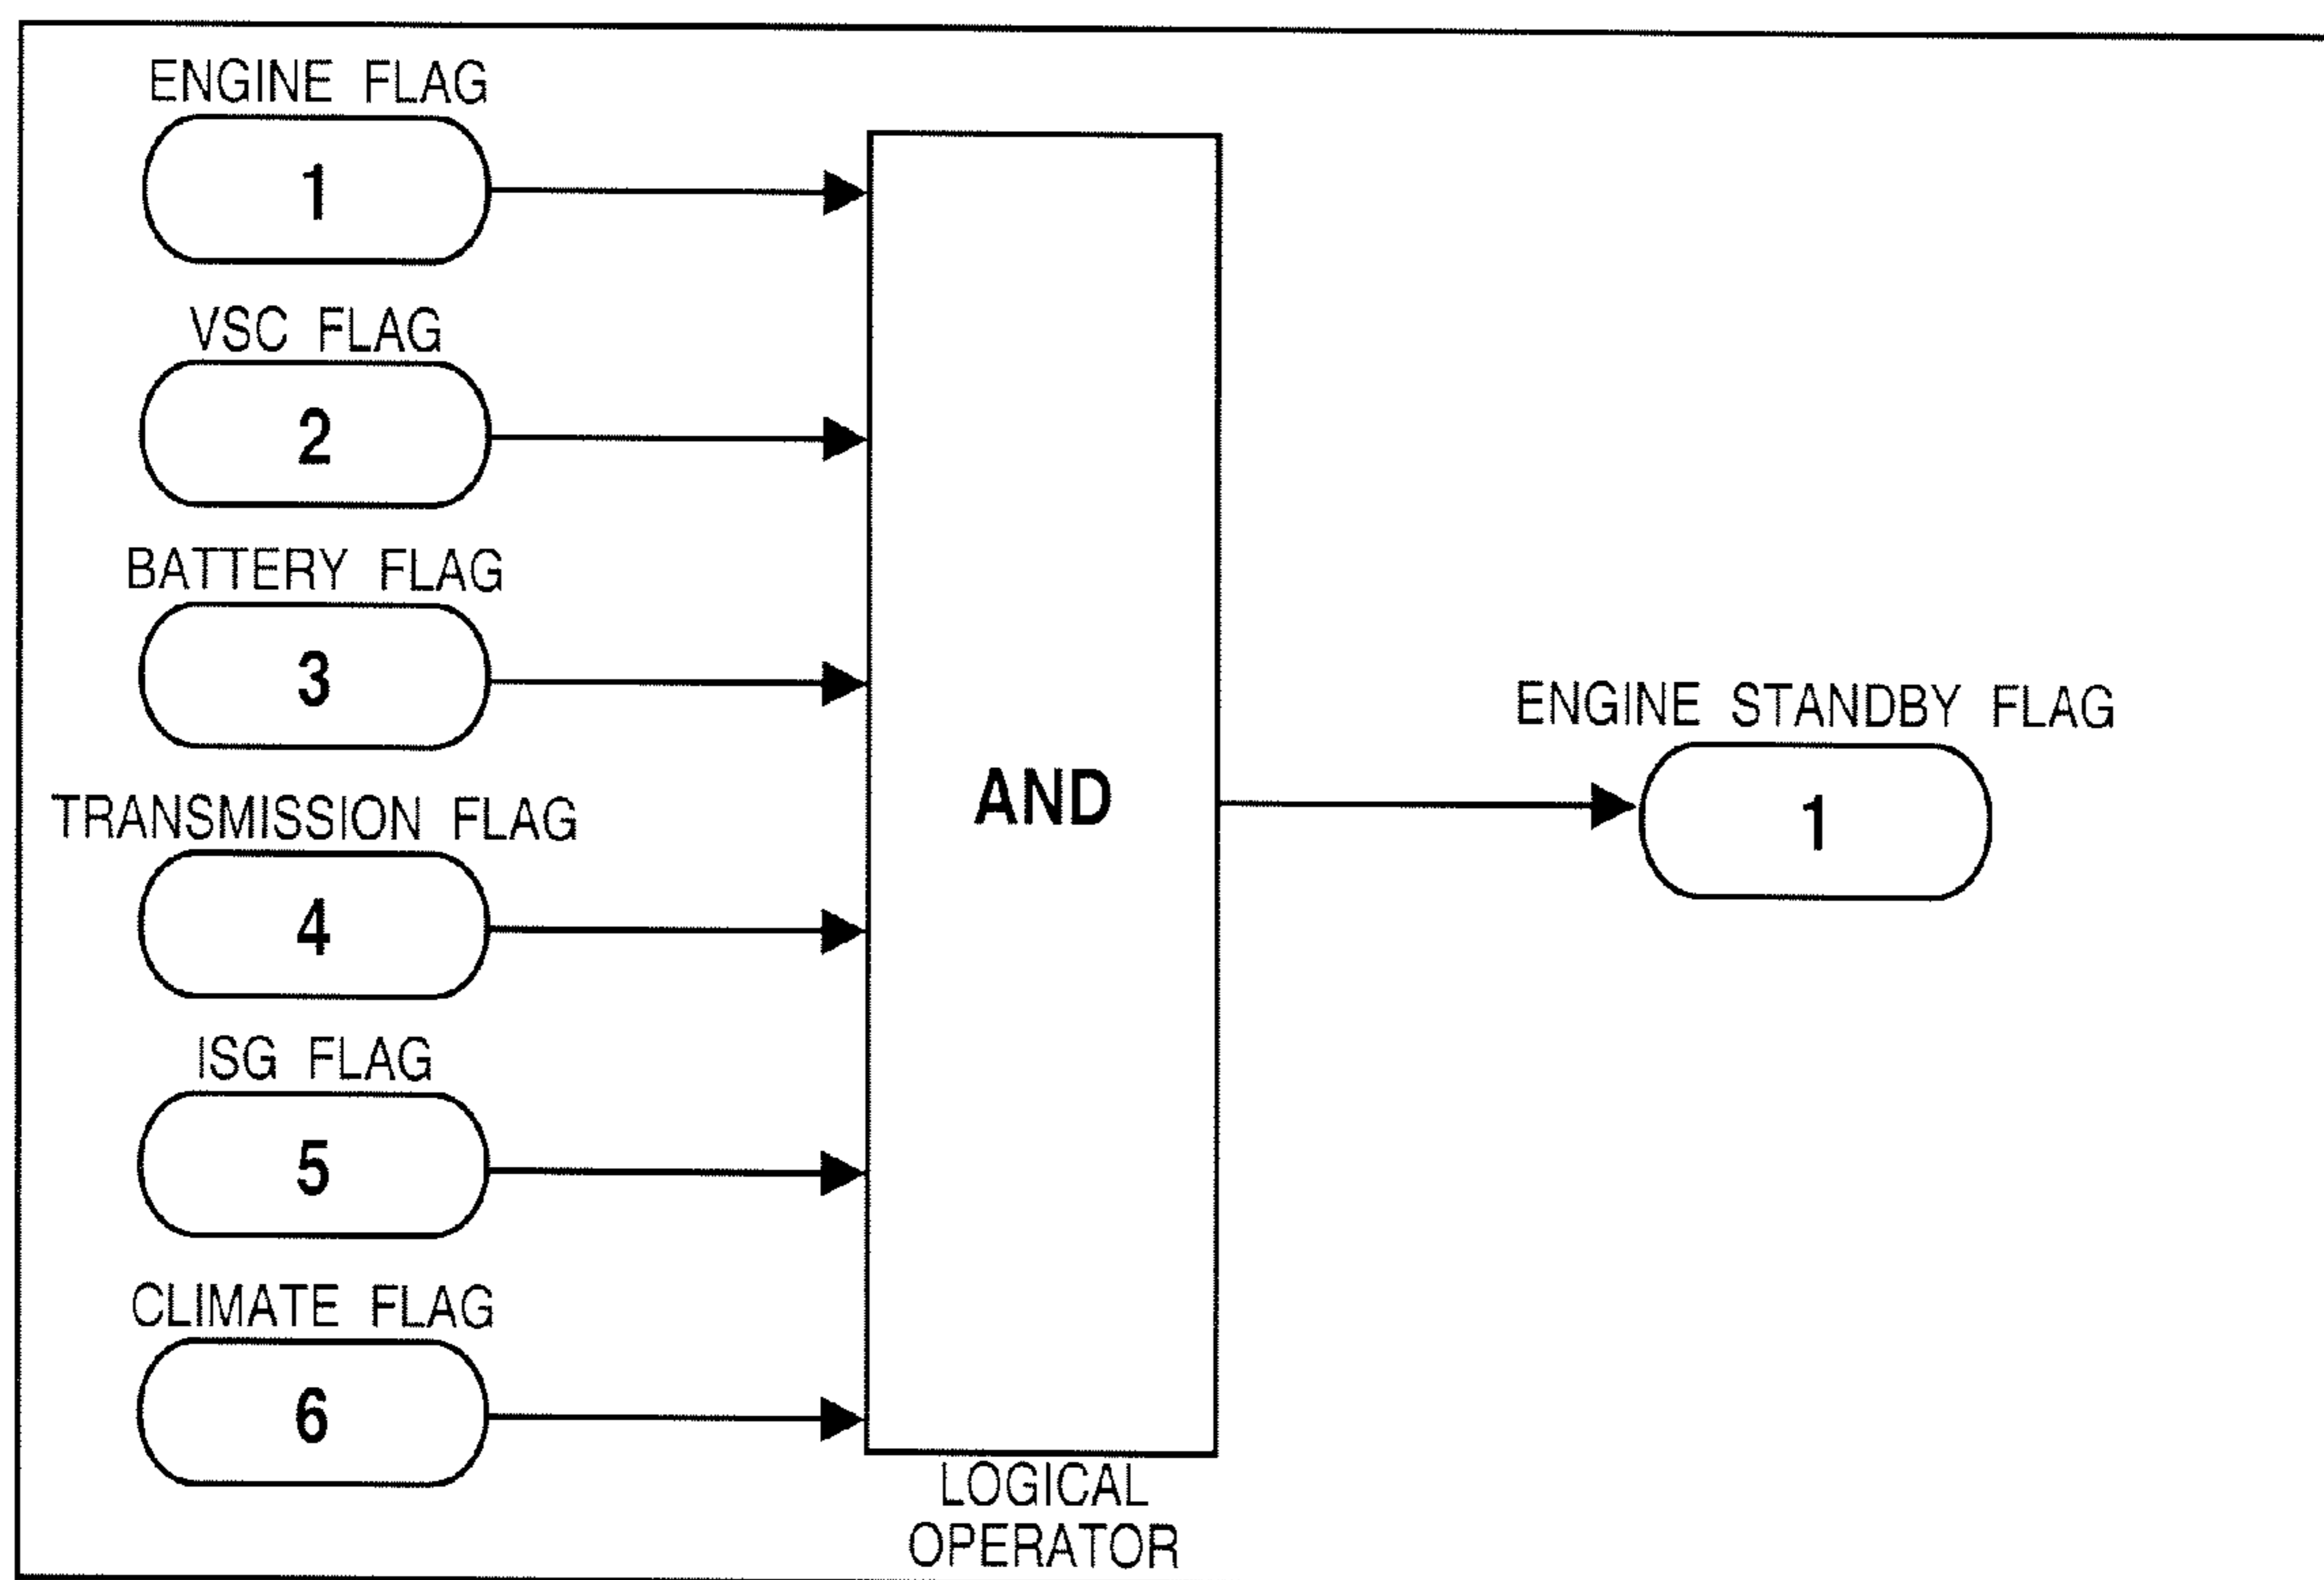 ENGINE FLAG
1
VSC FLAG
2
BATTERY FLAG
3
TRANSMISSION FLAG
4
ISG FLAG
5
CLIMATE FLAG
6
AND
LOGICAL
OPERATOR
ENGINE STANDBY FLAG
1